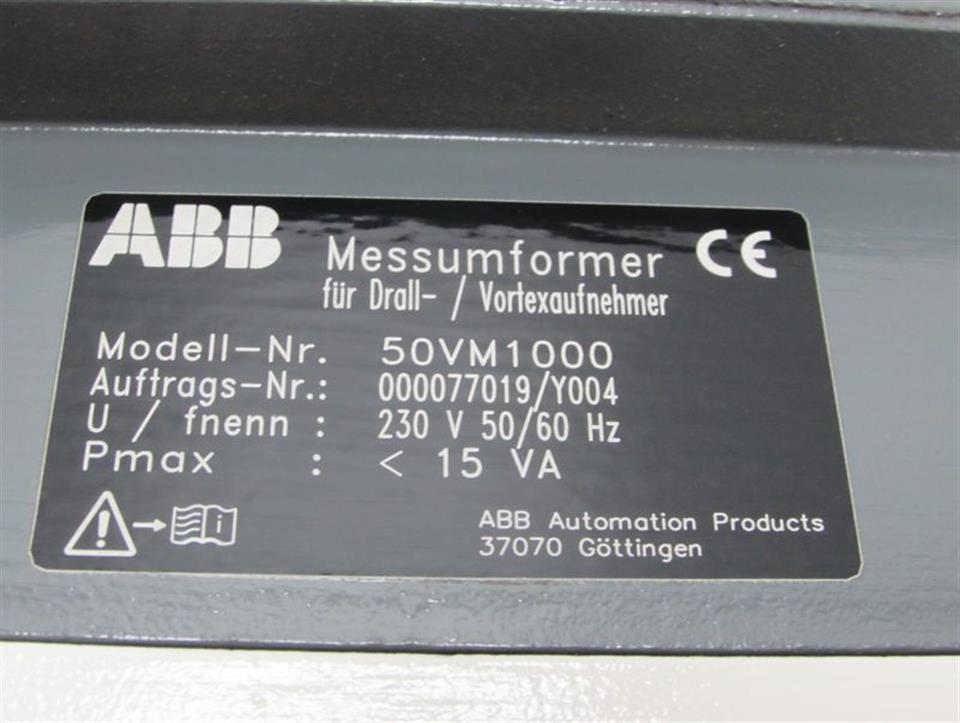 ABB Messumformer CE
für Drall- / Vortexaufnehmer
Modell-Nr. 50VM1000
Auftrags-Nr.: 000077019/Y004
U / fnenn : 230 V 50/60 Hz
Pmax : < 15 VA
ABB Automation Products
37070 Göttingen